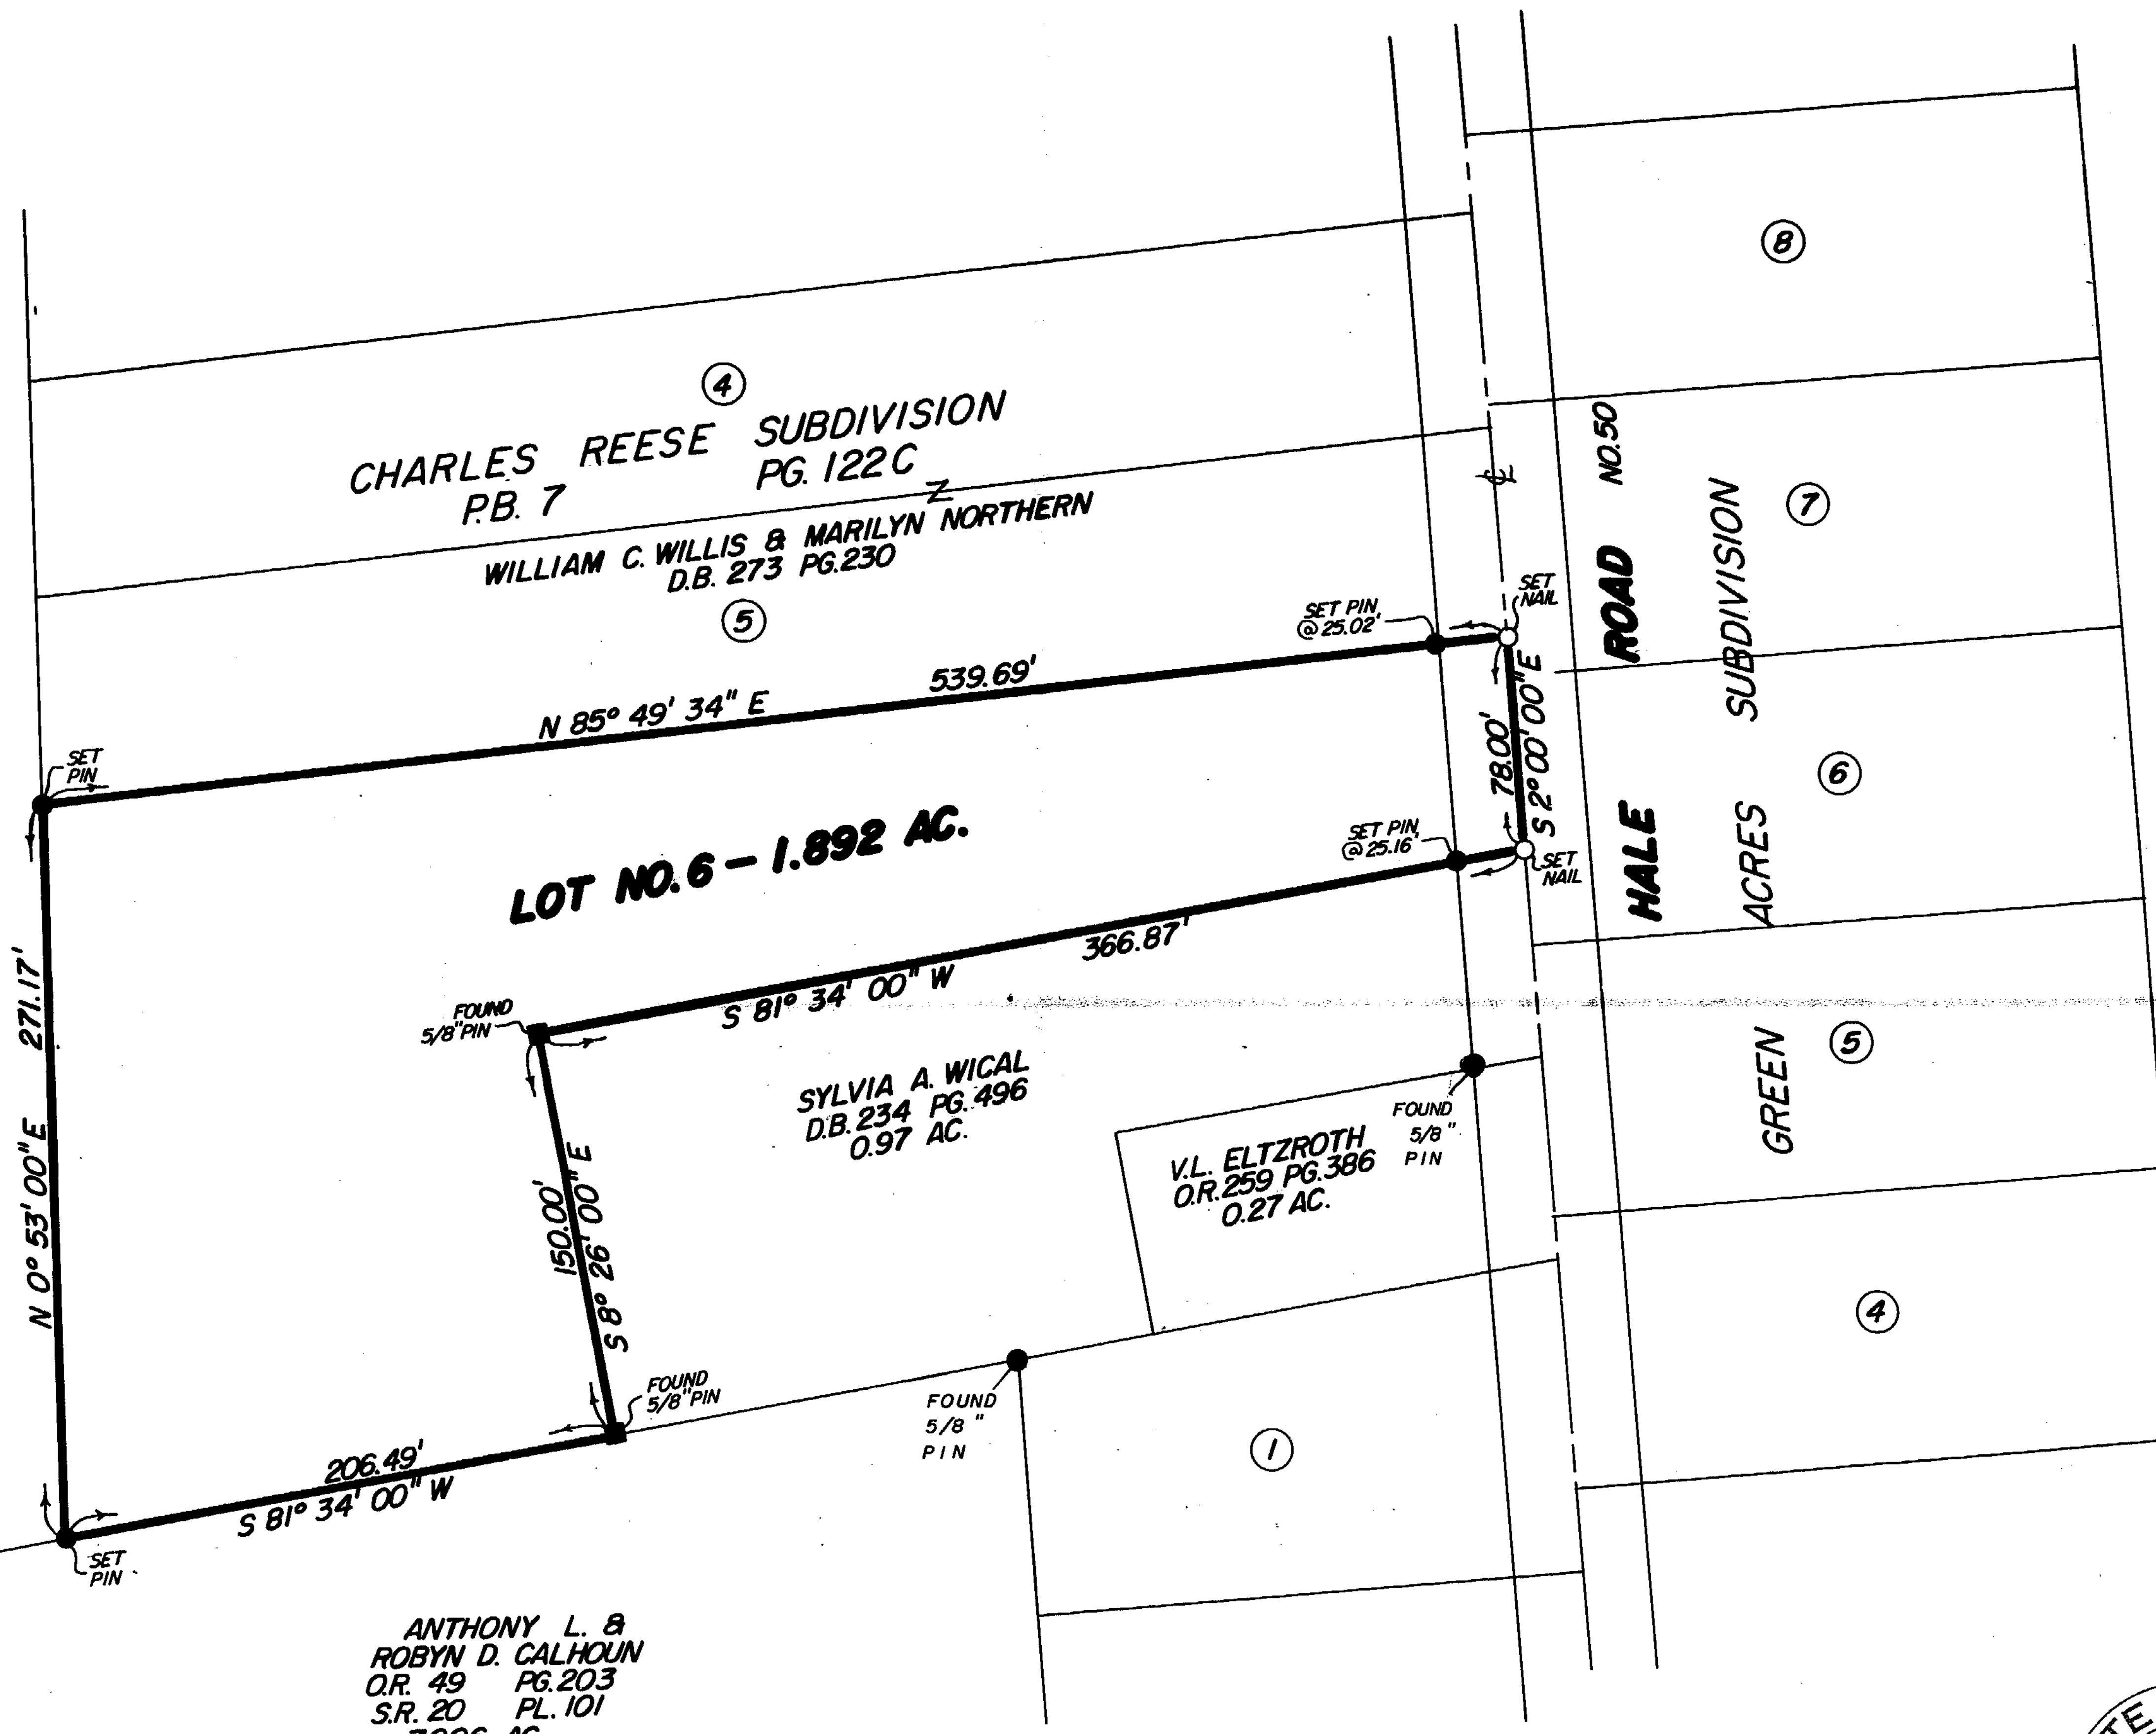 8
4
CHARLES REESE SUBDIVISION
P.B. 7 PG. 122C
NO.50
7
WILLIAM C. WILLIS & MARILYN NORTHERN
D.B. 273 PG.230
5
SET PIN
@ 25.02'
SET
NAIL
HALE ROAD
GREEN ACRES SUBDIVISION
N 85° 49' 34" E 539.69'
78.00'
S 2° 00' 00" E
SET
PIN
6
LOT NO. 6 – 1.892 AC.
SET PIN
@ 25.16'
SET
NAIL
366.87'
S 81° 34' 00" W
N 0° 53' 00" E 271.17'
FOUND
5/8" PIN
5
SYLVIA A. WICAL
D.B. 234 PG. 496
0.97 AC.
FOUND
5/8"
PIN
V.L. ELTZROTH
O.R. 259 PG. 386
0.27 AC.
150.00'
S 8° 26' 00" E
4
FOUND
5/8" PIN
FOUND
5/8"
PIN
1
206.49'
S 81° 34' 00" W
SET
PIN
ANTHONY L. &
ROBYN D. CALHOUN
O.R. 49 PG. 203
S.R. 20 PL. 101